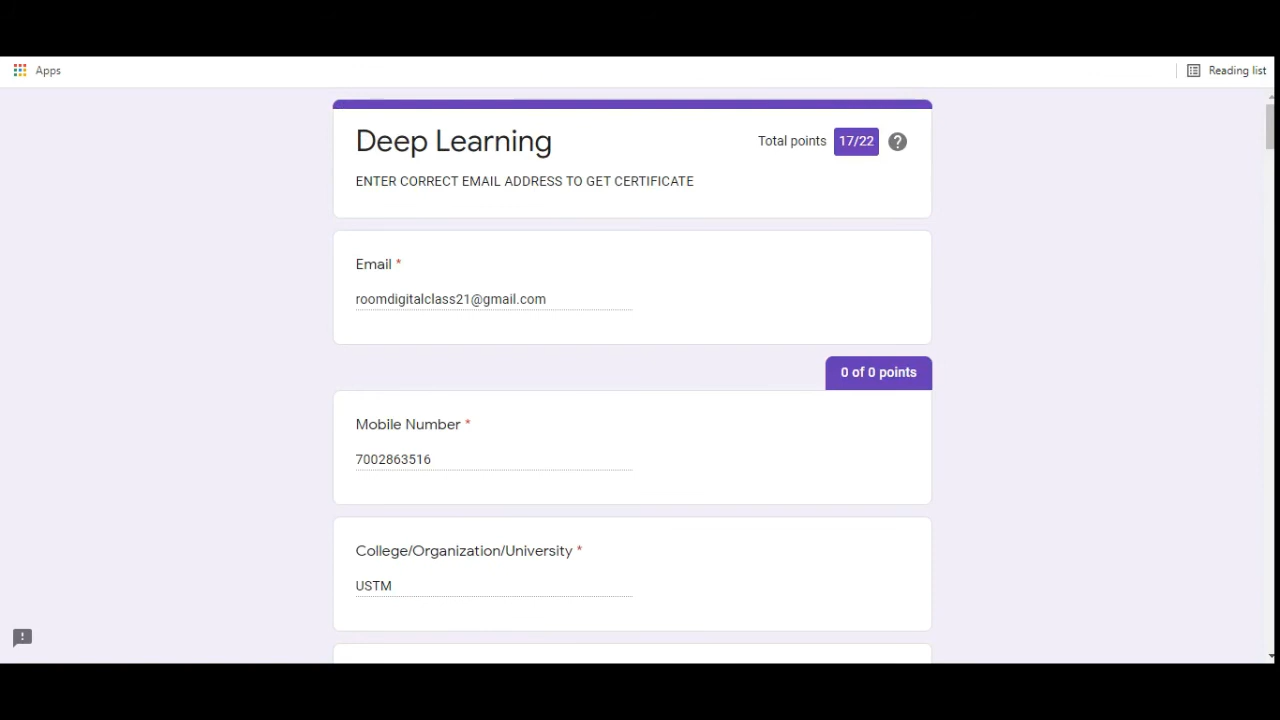 Apps
Reading list
Deep Learning
Total points 17/22 ?
ENTER CORRECT EMAIL ADDRESS TO GET CERTIFICATE
Email *
roomdigitalclass21@gmail.com
0 of 0 points
Mobile Number *
7002863516
College/Organization/University *
USTM